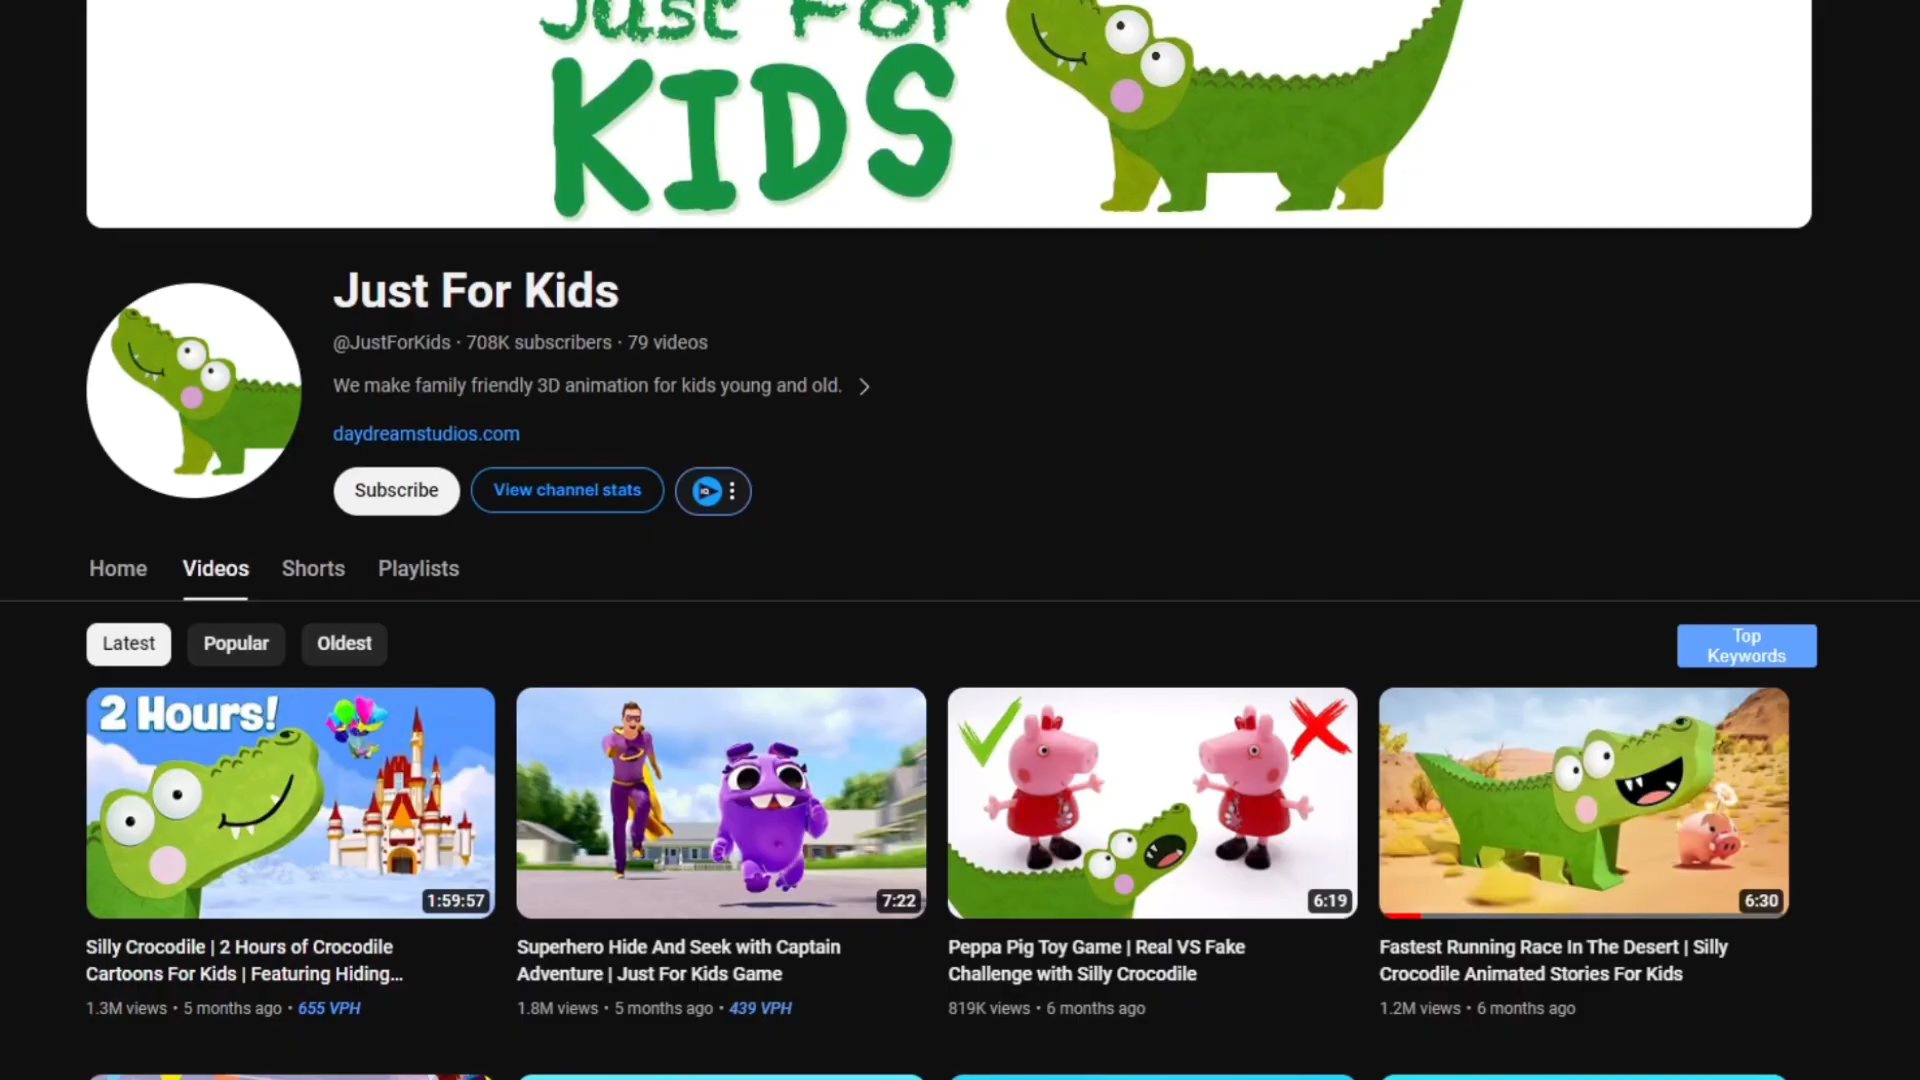 Just For
KIDS
Just For Kids
@JustForKids · 708K subscribers · 79 videos
We make family friendly 3D animation for kids young and old.
daydreamstudios.com
Subscribe
View channel stats
IQ
Home
Videos
Shorts
Playlists
Latest
Popular
Oldest
Top
Keywords
2 Hours!
1:59:57
7:22
6:19
6:30
Silly Crocodile | 2 Hours of Crocodile
Cartoons For Kids | Featuring Hiding...
1.3M views • 5 months ago • 655 VPH
Superhero Hide And Seek with Captain
Adventure | Just For Kids Game
1.8M views • 5 months ago • 439 VPH
Peppa Pig Toy Game | Real VS Fake
Challenge with Silly Crocodile
819K views • 6 months ago
Fastest Running Race In The Desert | Silly
Crocodile Animated Stories For Kids
1.2M views • 6 months ago